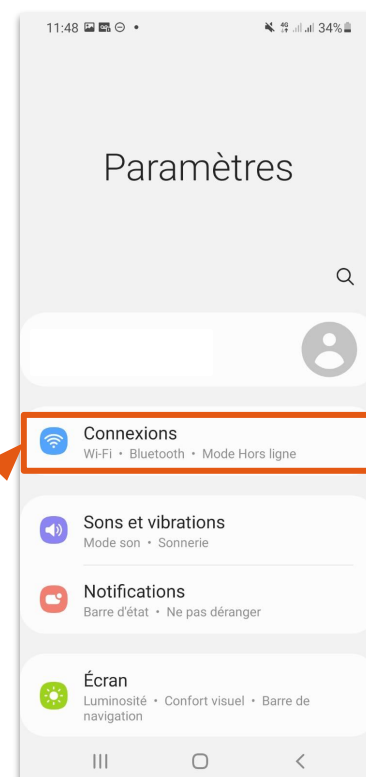 11:48
4G 34%
Paramètres
Connexions
Wi-Fi • Bluetooth • Mode Hors ligne
Sons et vibrations
Mode son • Sonnerie
Notifications
Barre d'état • Ne pas déranger
Écran
Luminosité • Confort visuel • Barre de
navigation